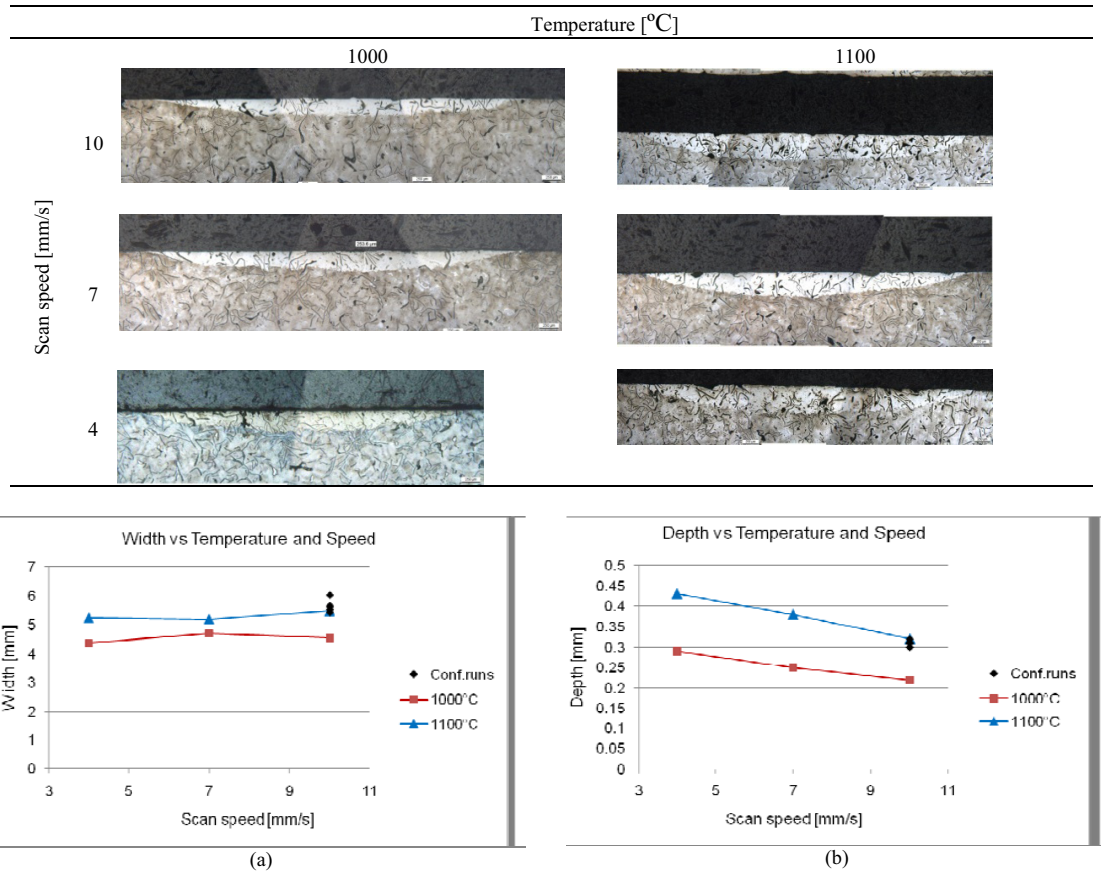 Temperature [ºC]
1000 1100
10
Scan speed [mm/s]
7
4
Width vs Temperature and Speed
7
6
5
4
3
2
1
0
Width [mm]
3 5 7 9 11
Scan speed [mm/s]
Conf.runs
1000°C
1100°C
(a)
Depth vs Temperature and Speed
0.5
0.45
0.4
0.35
0.3
0.25
0.2
0.15
0.1
0.05
0
Depth [mm]
3 5 7 9 11
Scan speed [mm/s]
Conf.runs
1000°C
1100°C
(b)